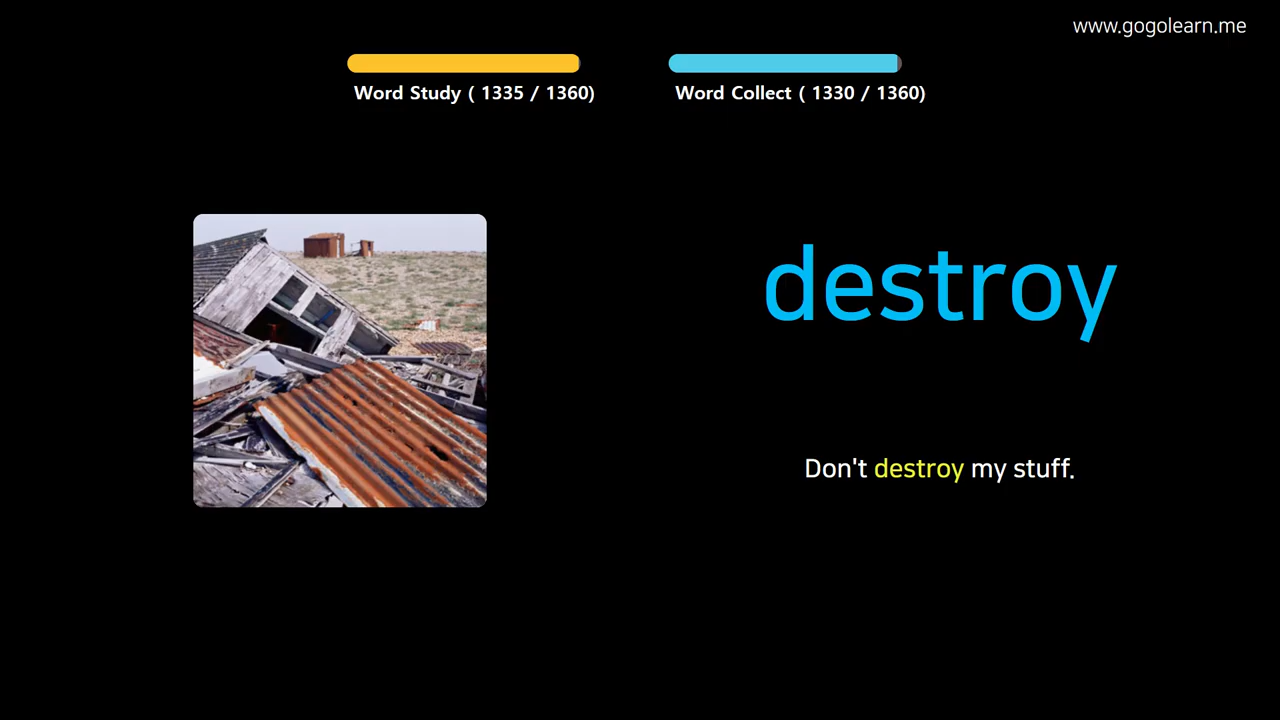 www.gogolearn.me
Word Study ( 1335 / 1360)
Word Collect ( 1330 / 1360)
destroy
Don't destroy my stuff.